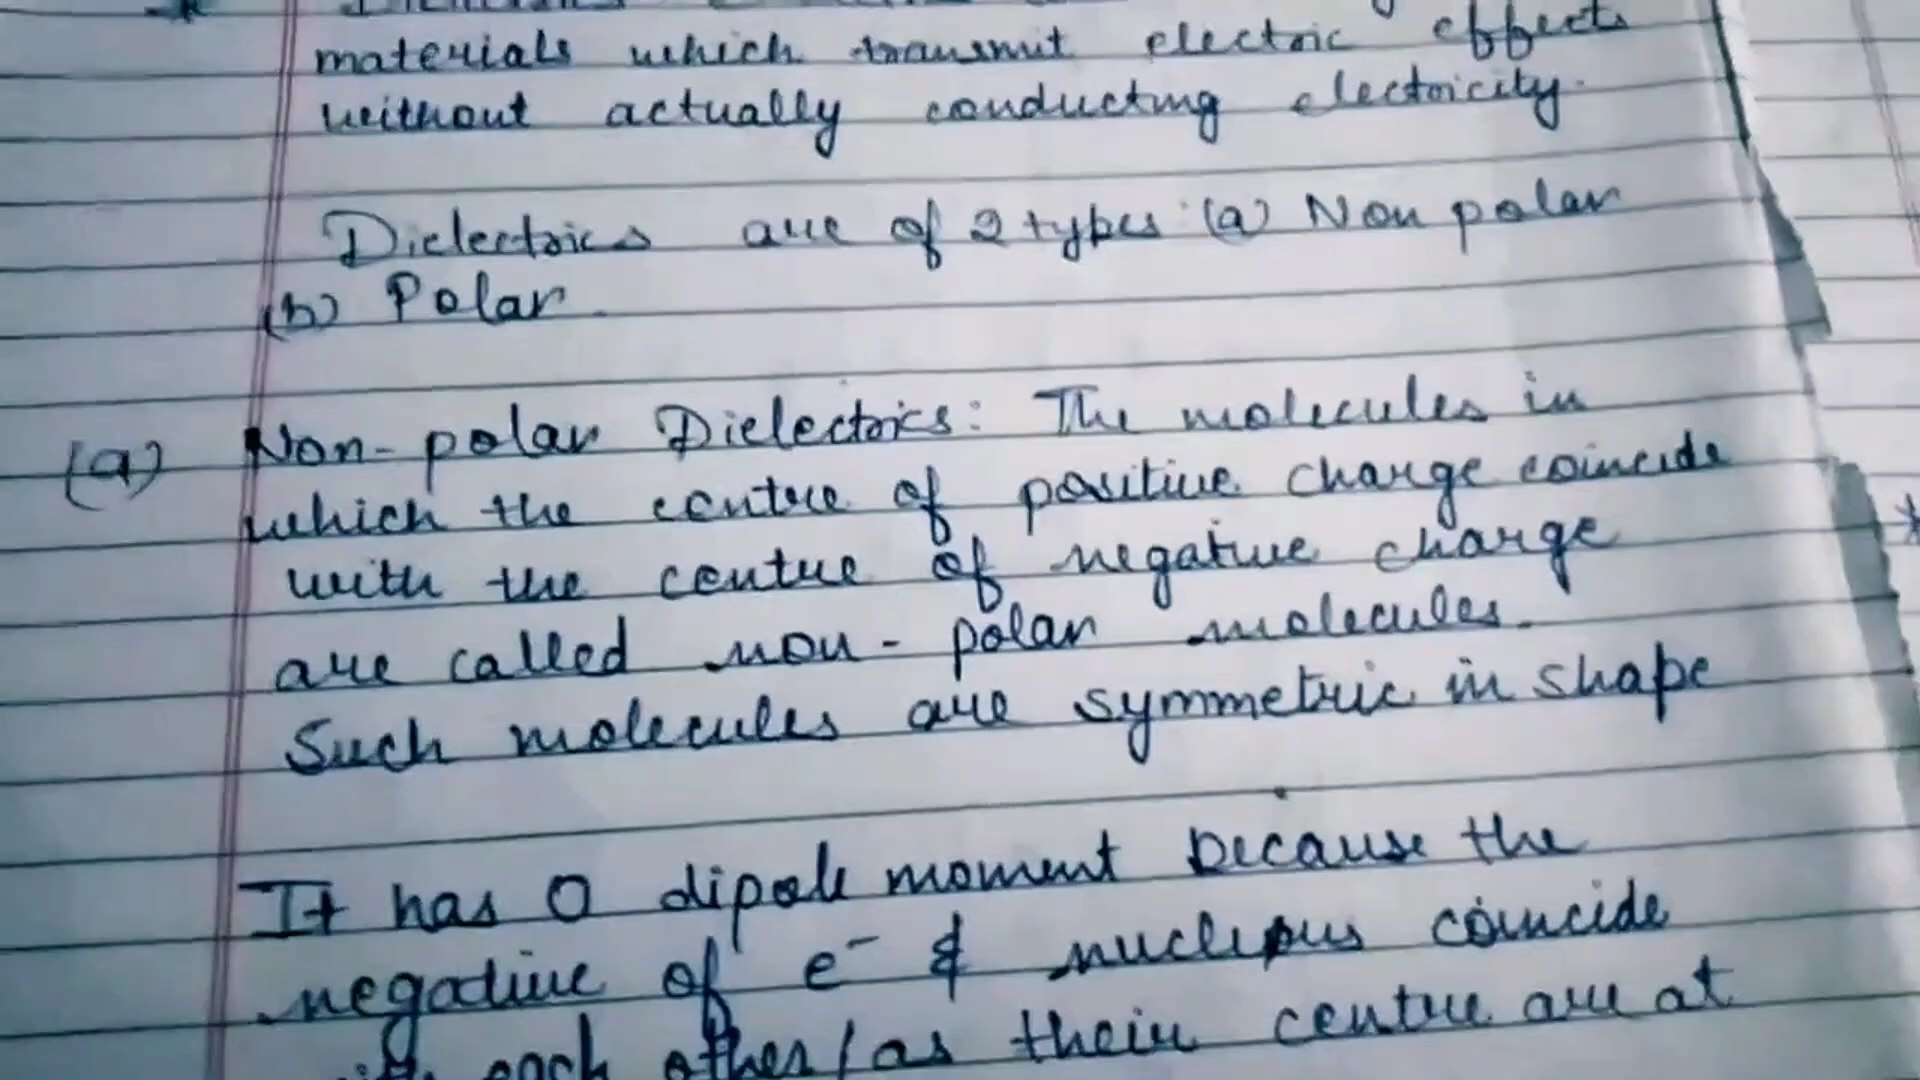 materials which transmit electric effects
without actually conducting electricity.
Dielectrics are of 2 types: (a) Non polar
(b) Polar.
(a) Non-polar Dielectrics: The molecules in
which the centre of positive charge coincide
with the centre of negative charge
are called non-polar molecules.
Such molecules are symmetric in shape
It has 0 dipole moment because the
negative of e⁻ & coincide
each other/as their centre are at